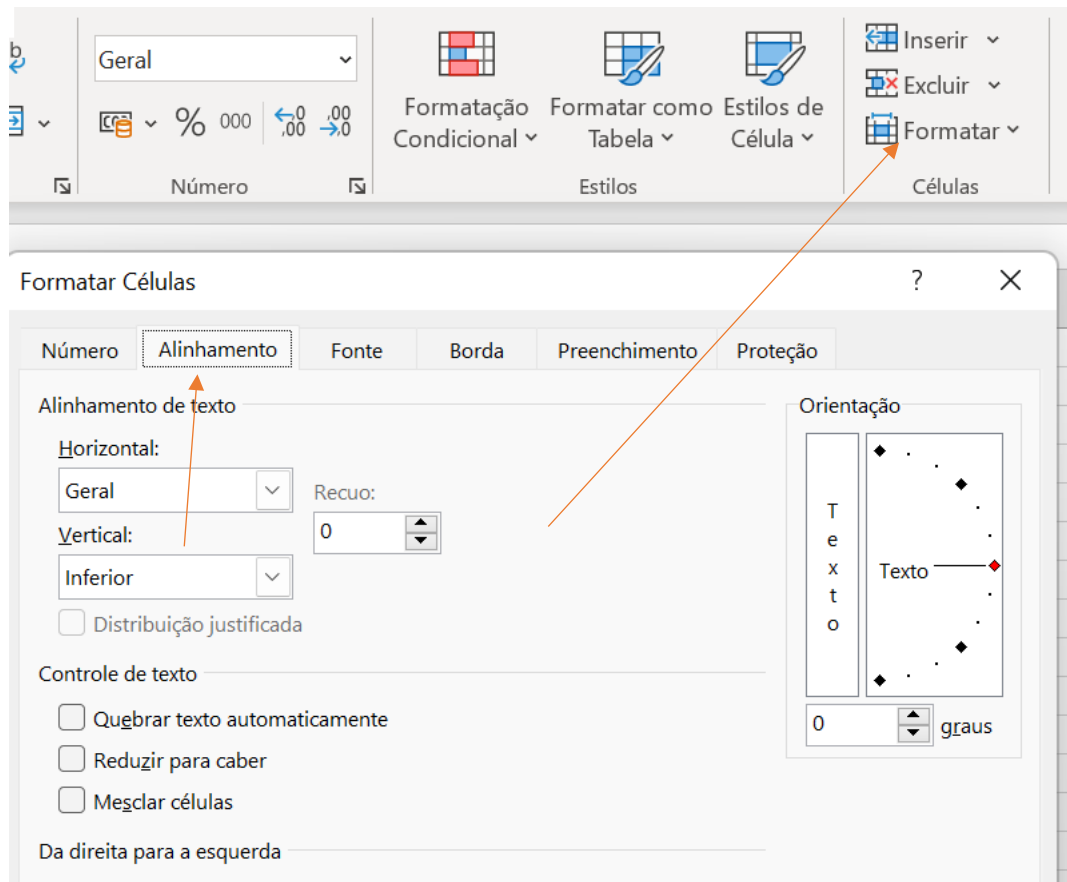 b
Geral
% 000 ,00 ,00
0 0
Formatação
Condicional
Formatar como
Tabela
Estilos de
Célula
Inserir
Excluir
Formatar
Número
Estilos
Células
Formatar Células
?
Número Alinhamento Fonte Borda Preenchimento Proteção
Alinhamento de texto
Horizontal:
Geral
Recuo:
0
Vertical:
Inferior
Distribuição justificada
Controle de texto
Quebrar texto automaticamente
Reduzir para caber
Mesclar células
Da direita para a esquerda
Orientação
T
e
x
t
o
Texto
0 graus